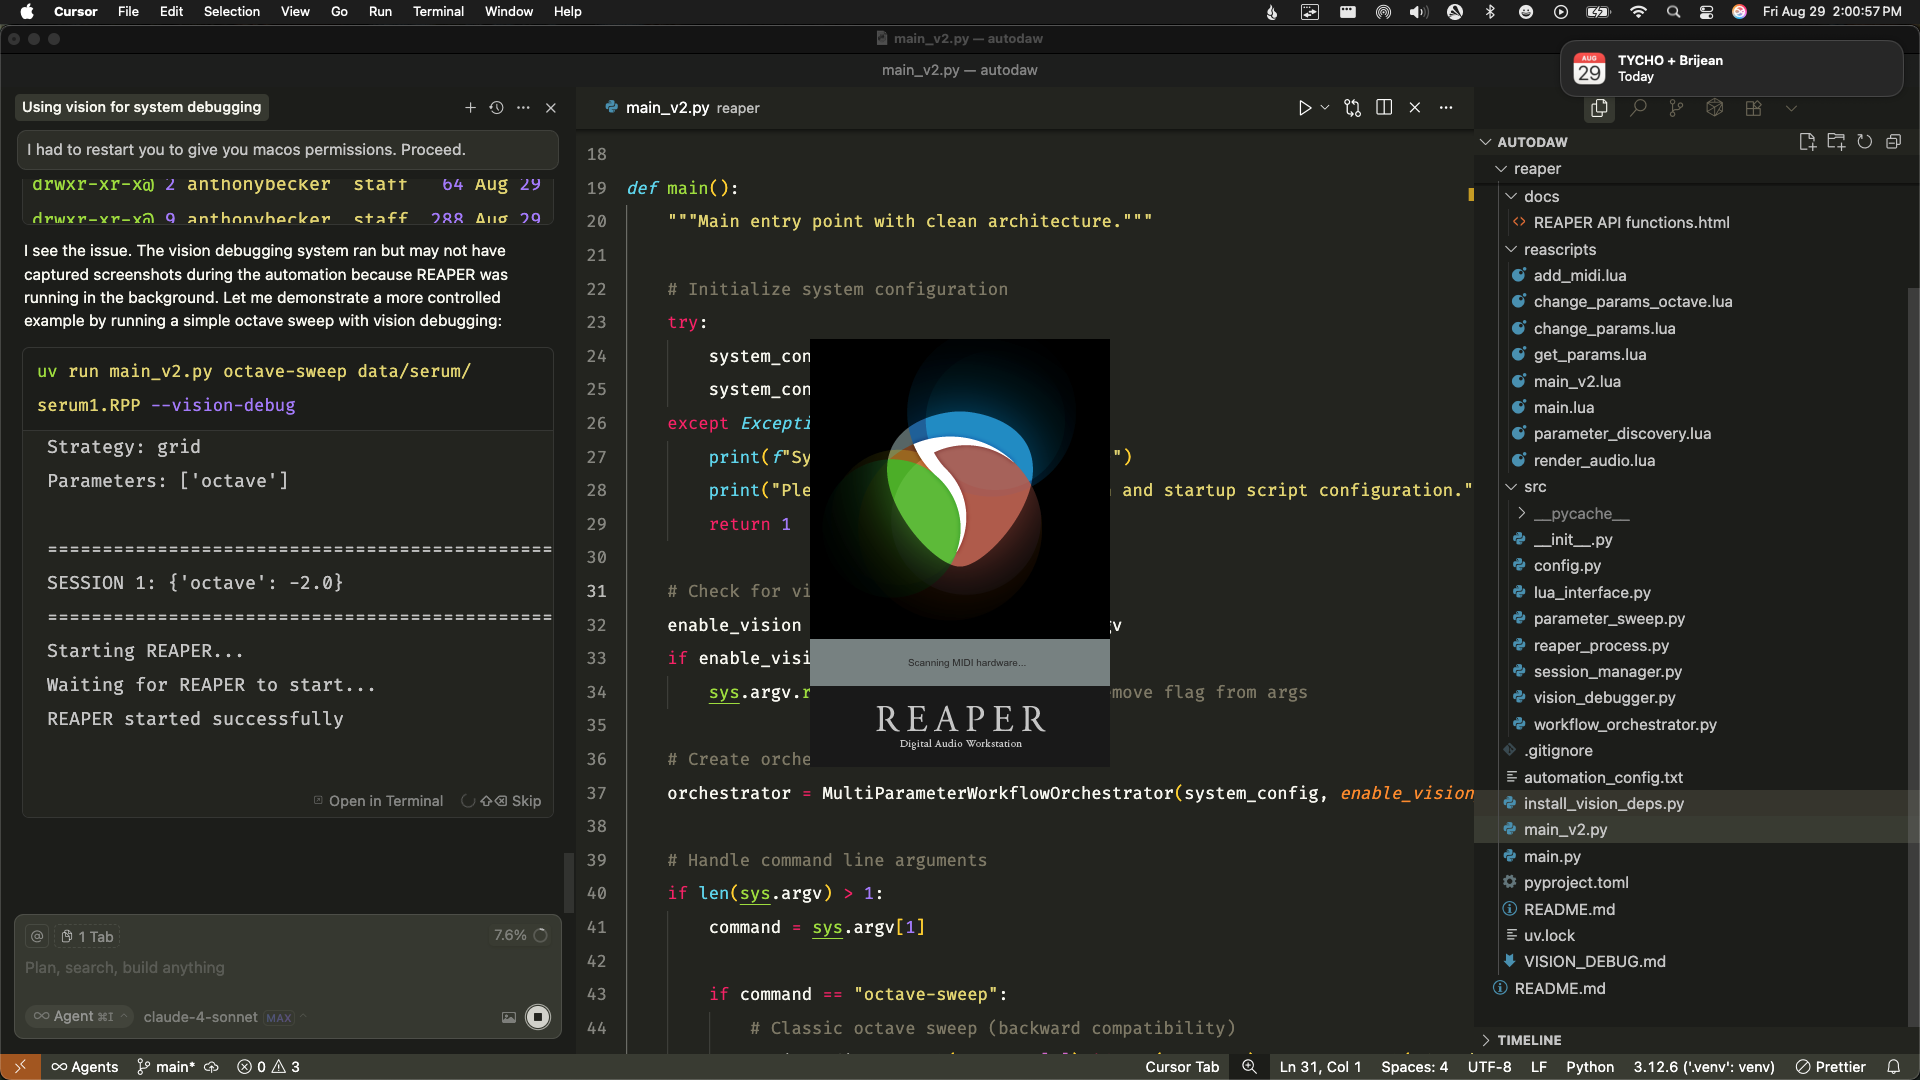 Cursor File Edit Selection View Go Run Terminal Window Help
Fri Aug 29 2:00:57 PM
main_v2.py — autodaw
main_v2.py — autodaw
AUG
29
TYCHO + Brijean
Today
Using vision for system debugging
I had to restart you to give you macos permissions. Proceed.
drwxr-xr-x@ 2 anthonybecker staff 64 Aug 29
drwxr-xr-x@ 9 anthonybecker staff 288 Aug 29
I see the issue. The vision debugging system ran but may not have
captured screenshots during the automation because REAPER was
running in the background. Let me demonstrate a more controlled
example by running a simple octave sweep with vision debugging:
uv run main_v2.py octave-sweep data/serum/
serum1.RPP --vision-debug
Strategy: grid
Parameters: ['octave']
==============================================
SESSION 1: {'octave': -2.0}
==============================================
Starting REAPER...
Waiting for REAPER to start...
REAPER started successfully
Open in Terminal
Skip
@ 1 Tab
7.6%
Plan, search, build anything
Agent ⌘I
claude-4-sonnet MAX
main_v2.py reaper
18
19 def main():
20 """Main entry point with clean architecture."""
21
22 # Initialize system configuration
23 try:
24 system_con
25 system_con
26 except Excepti
27 print(f"Sy ")
28 print("Ple and startup script configuration."
29 return 1
30
31 # Check for vi
32 enable_vision v
33 if enable_visi
34 sys.argv.r move flag from args
35
36 # Create orche
37 orchestrator = MultiParameterWorkflowOrchestrator(system_config, enable_vision
38
39 # Handle command line arguments
40 if len(sys.argv) > 1:
41 command = sys.argv[1]
42
43 if command == "octave-sweep":
44 # Classic octave sweep (backward compatibility)
Scanning MIDI hardware...
REAPER
Digital Audio Workstation
AUTODAW
reaper
docs
REAPER API functions.html
reascripts
add_midi.lua
change_params_octave.lua
change_params.lua
get_params.lua
main_v2.lua
main.lua
parameter_discovery.lua
render_audio.lua
src
__pycache__
__init__.py
config.py
lua_interface.py
parameter_sweep.py
reaper_process.py
session_manager.py
vision_debugger.py
workflow_orchestrator.py
.gitignore
automation_config.txt
install_vision_deps.py
main_v2.py
main.py
pyproject.toml
README.md
uv.lock
VISION_DEBUG.md
README.md
TIMELINE
Agents main* 0 3
Cursor Tab Ln 31, Col 1 Spaces: 4 UTF-8 LF Python 3.12.6 ('.venv': venv) Prettier